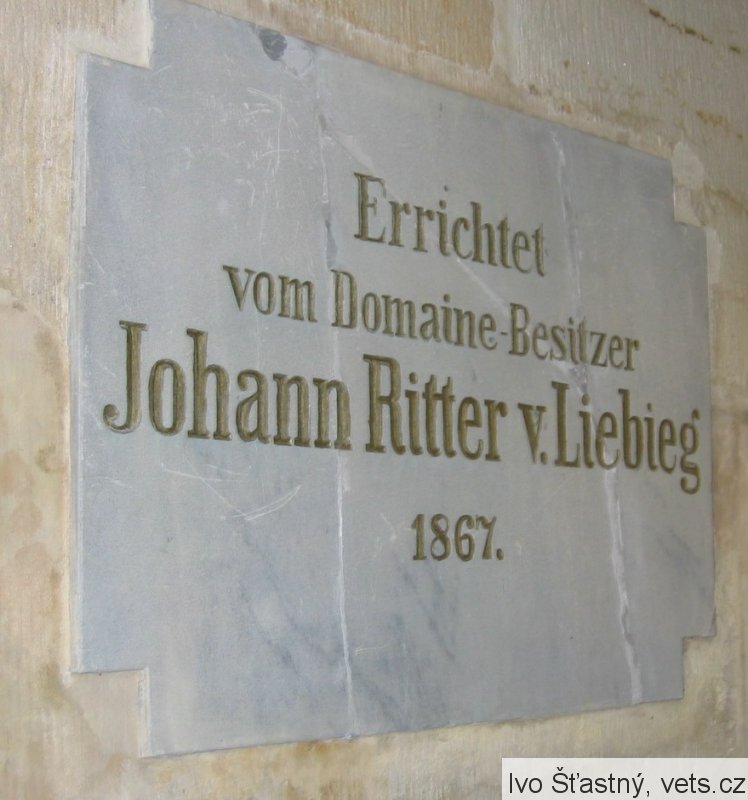 Errichtet
vom Domaine-Besitzer
Johann Ritter v. Liebieg
1867.
Ivo Šťastný, vets.cz